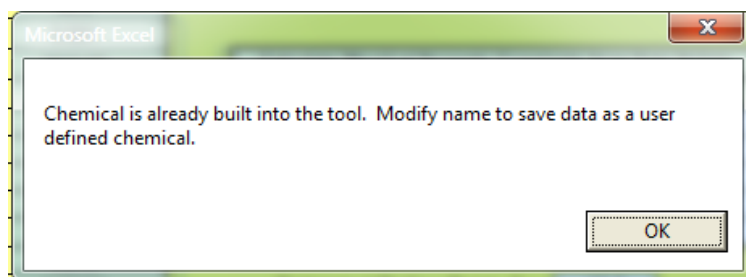 Microsoft Excel
Chemical is already built into the tool.  Modify name to save data as a user
defined chemical.
OK